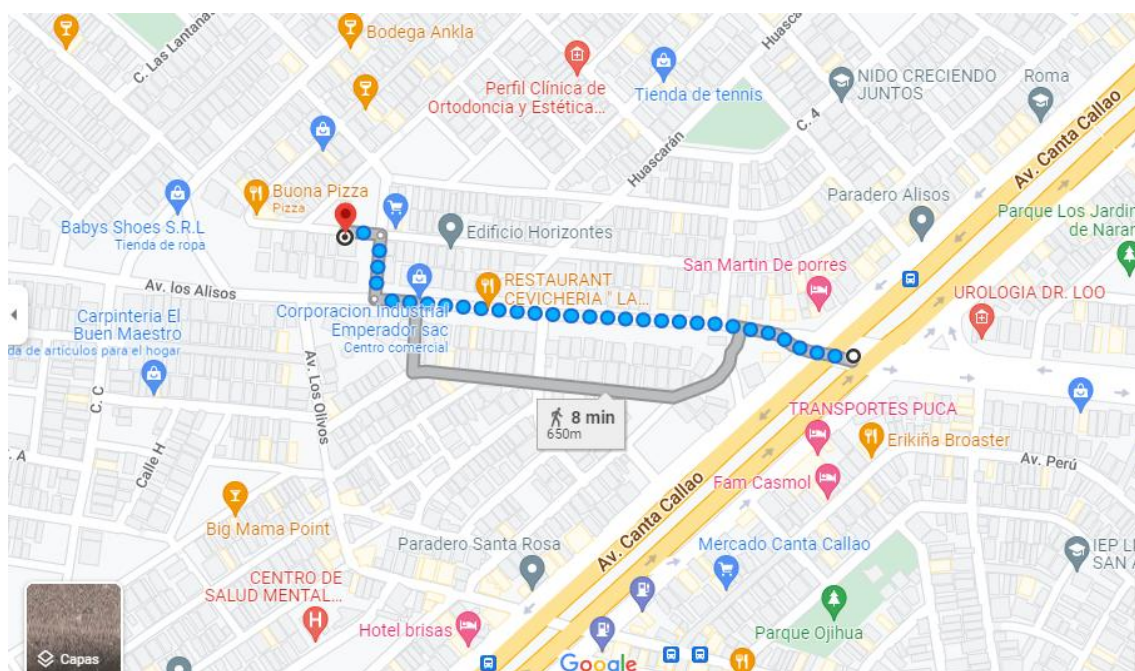 C. Las Lantanas
Bodega Ankla
Huascarán
Perfil Clínica de
Ortodoncia y Estética...
Tienda de tennis
NIDO CRECIENDO
JUNTOS
Roma
C. 4
Av. Canta Callao
Huascarán
Buona Pizza
Pizza
Babys Shoes S.R.L
Tienda de ropa
Edificio Horizontes
Paradero Alisos
Parque Los Jardin
de Naran
San Martin De porres
Av. los Alisos
RESTAURANT
CEVICHERIA " LA...
UROLOGIA DR. LOO
Corporacion Industrial
Emperador sac
Centro comercial
Carpinteria El
Buen Maestro
da de artículos para el hogar
Av. Los Olivos
C. C
8 min
650m
TRANSPORTES PUCA
Erikiña Broaster
Calle H
A
Av. Perú
Fam Casmol
Av. Canta Callao
Big Mama Point
Paradero Santa Rosa
Mercado Canta Callao
IEP L
SAN A
CENTRO DE
SALUD MENTAL...
H
Hotel brisas
Parque Ojihua
Capas
Google